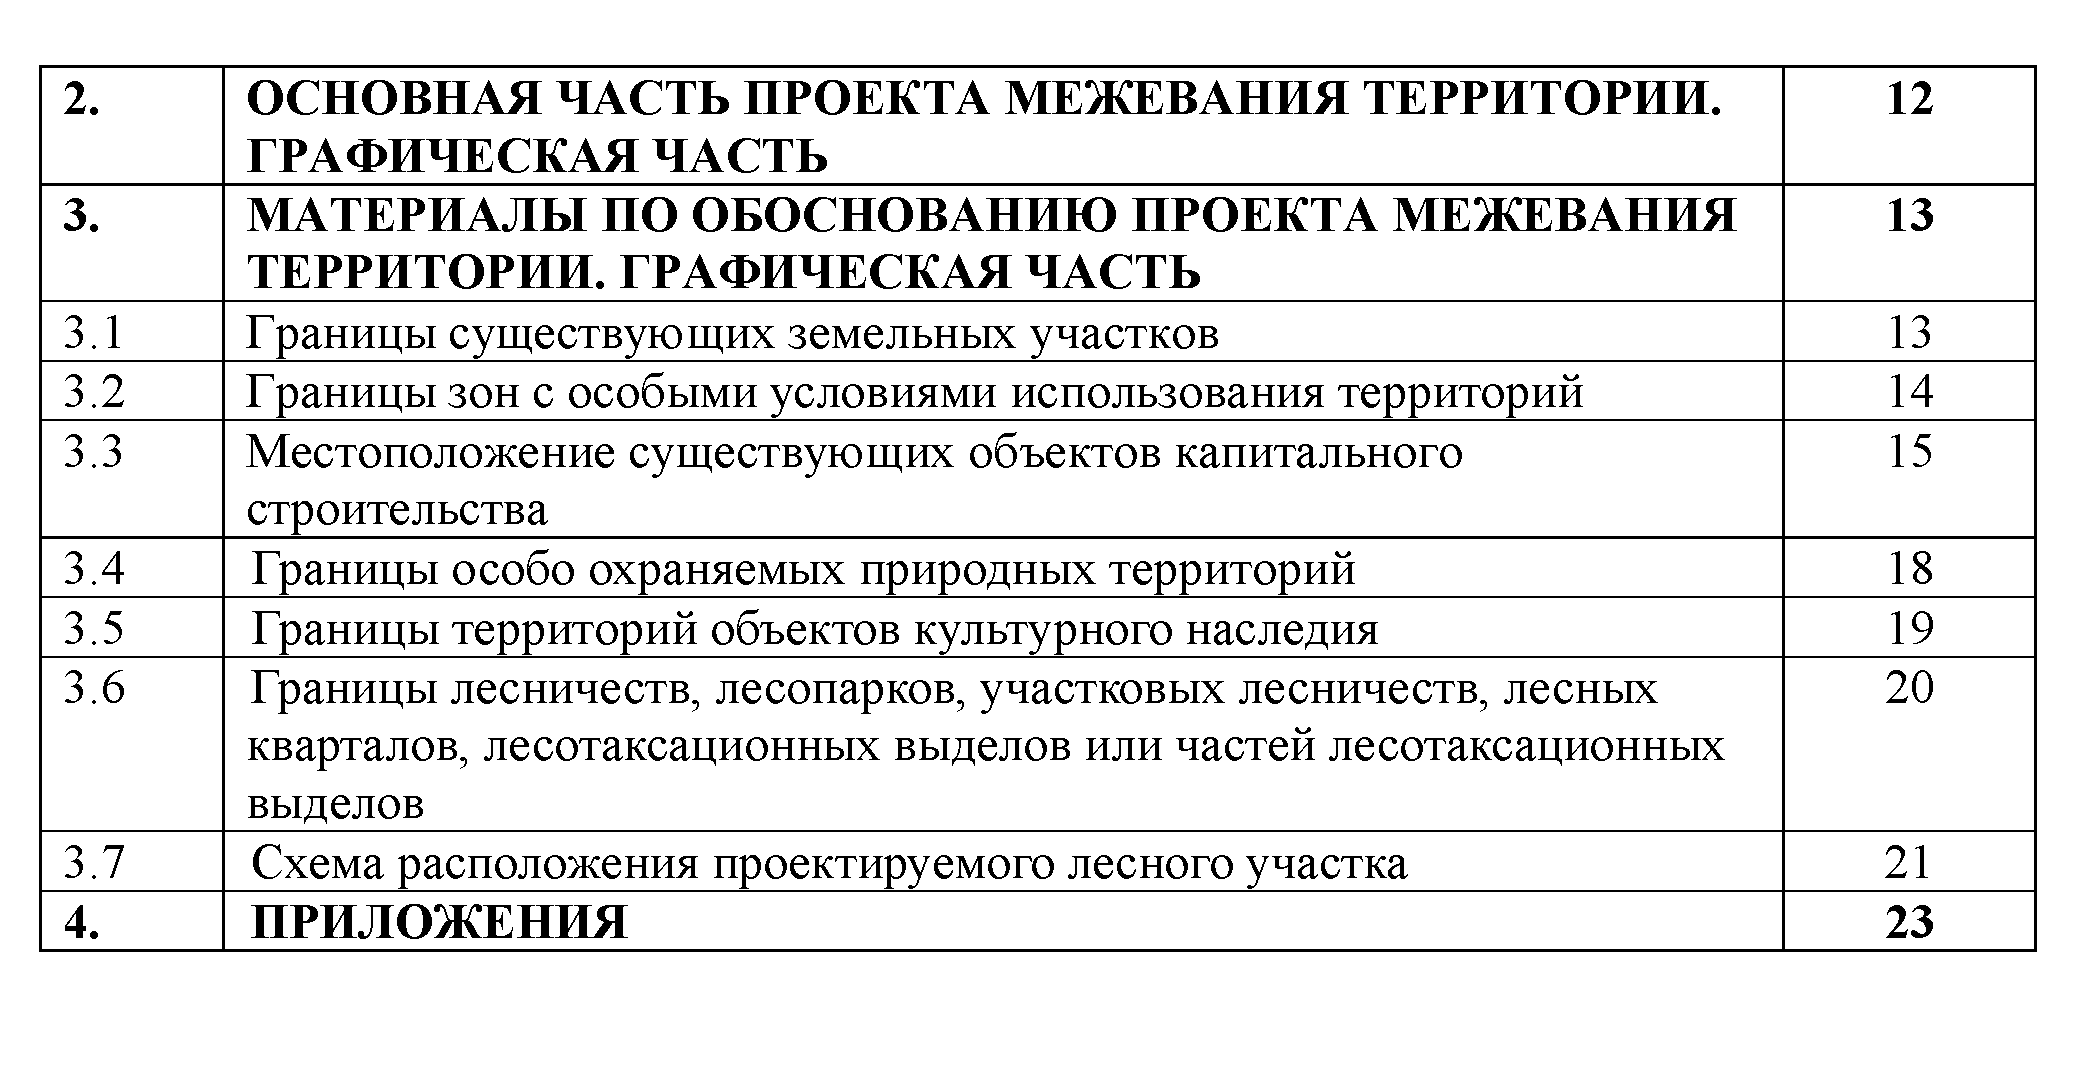 2. ОСНОВНАЯ ЧАСТЬ ПРОЕКТА МЕЖЕВАНИЯ ТЕРРИТОРИИ. 12
ГРАФИЧЕСКАЯ ЧАСТЬ
3. МАТЕРИАЛЫ ПО ОБОСНОВАНИЮ ПРОЕКТА МЕЖЕВАНИЯ 13
ТЕРРИТОРИИ. ГРАФИЧЕСКАЯ ЧАСТЬ
3.1 Границы существующих земельных участков 13
3.2 Границы зон с особыми условиями использования территорий 14
3.3 Местоположение существующих объектов капитального 15
строительства
3.4 Границы особо охраняемых природных территорий 18
3.5 Границы территорий объектов культурного наследия 19
3.6 Границы лесничеств, лесопарков, участковых лесничеств, лесных 20
кварталов, лесотаксационных выделов или частей лесотаксационных
выделов
3.7 Схема расположения проектируемого лесного участка 21
4. ПРИЛОЖЕНИЯ 23